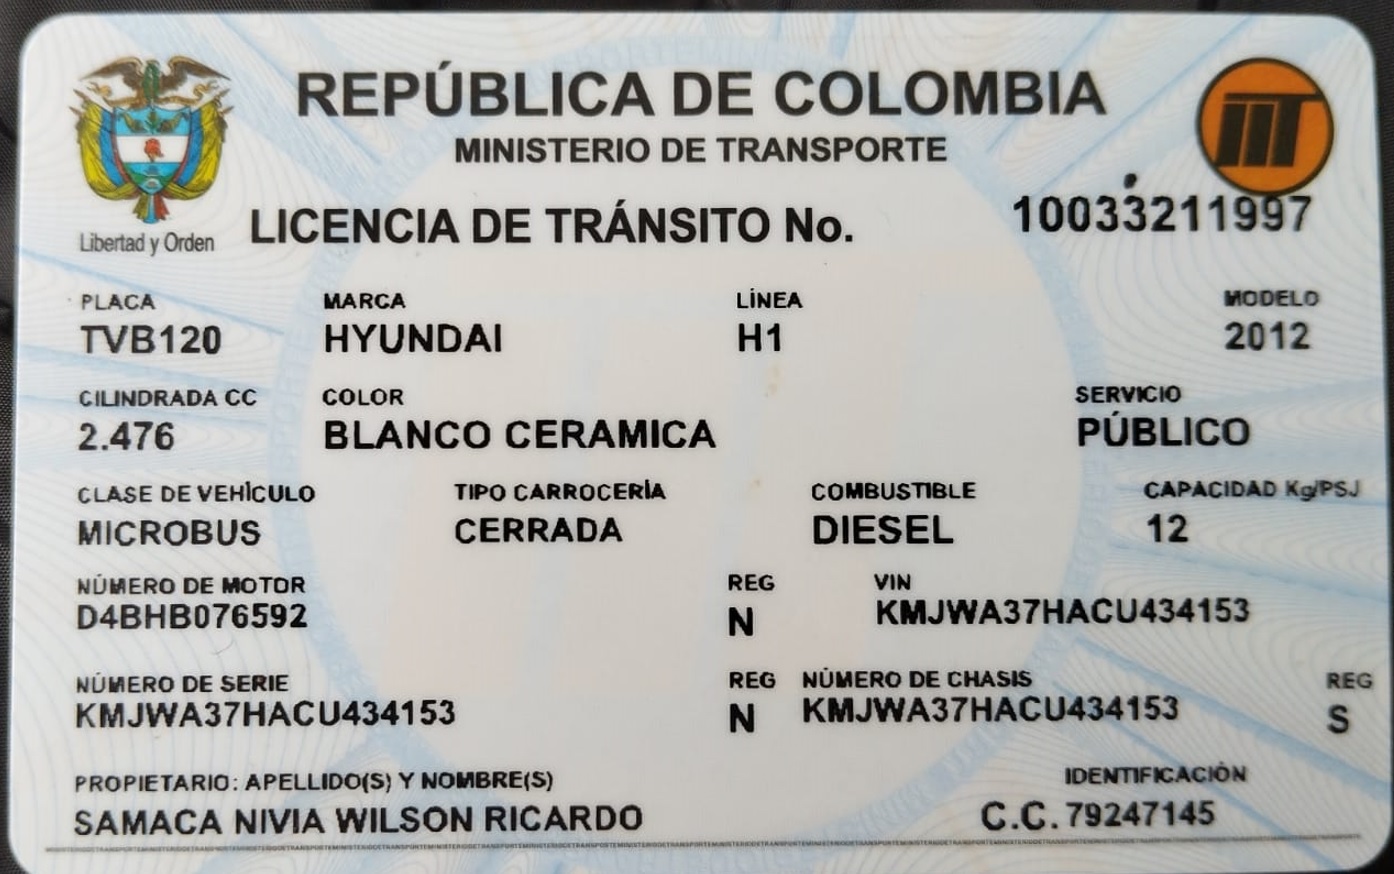 REPÚBLICA DE COLOMBIA
MINISTERIO DE TRANSPORTE
Libertad y Orden
LICENCIA DE TRÁNSITO No. 10033211997
PLACA MARCA LÍNEA MODELO
TVB120 HYUNDAI H1 2012
CILINDRADA CC COLOR SERVICIO
2.476 BLANCO CERAMICA PÚBLICO
CLASE DE VEHÍCULO TIPO CARROCERÍA COMBUSTIBLE CAPACIDAD Kg/PSJ
MICROBUS CERRADA DIESEL 12
NÚMERO DE MOTOR REG VIN
D4BHB076592 N KMJWA37HACU434153
NÚMERO DE SERIE REG NÚMERO DE CHASIS REG
KMJWA37HACU434153 N KMJWA37HACU434153 S
PROPIETARIO: APELLIDO(S) Y NOMBRE(S) IDENTIFICACIÓN
SAMACA NIVIA WILSON RICARDO C.C. 79247145